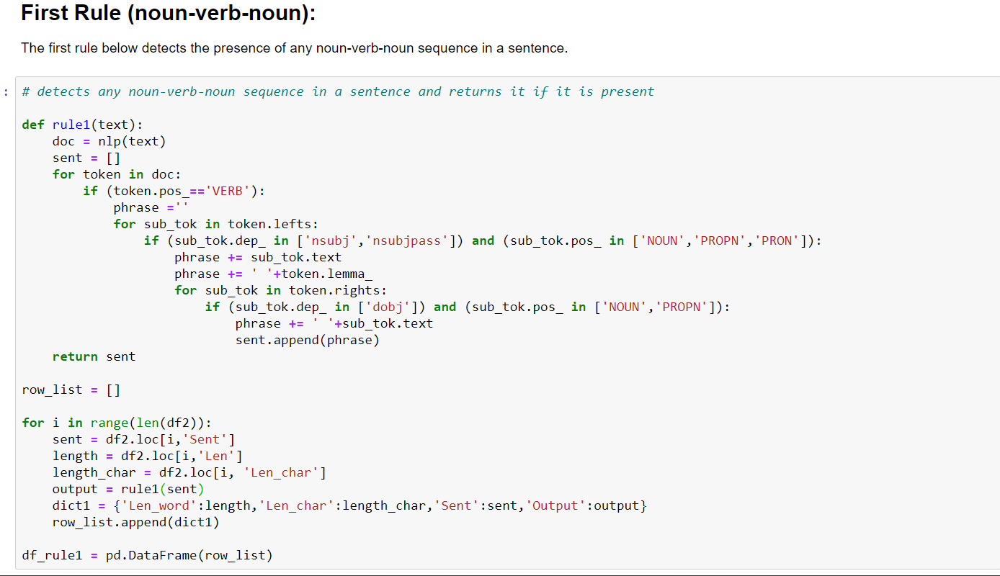 First Rule (noun-verb-noun):
The first rule below detects the presence of any noun-verb-noun sequence in a sentence.
:
# detects any noun-verb-noun sequence in a sentence and returns it if it is present
def rule1(text):
    doc = nlp(text)
    sent = []
    for token in doc:
        if (token.pos_=='VERB'):
            phrase =''
            for sub_tok in token.lefts:
                if (sub_tok.dep_ in ['nsubj','nsubjpass']) and (sub_tok.pos_ in ['NOUN','PROPN','PRON']):
                    phrase += sub_tok.text
                    phrase += ' '+token.lemma_
                    for sub_tok in token.rights:
                        if (sub_tok.dep_ in ['dobj']) and (sub_tok.pos_ in ['NOUN','PROPN']):
                            phrase += ' '+sub_tok.text
                            sent.append(phrase)
    return sent
row_list = []
for i in range(len(df2)):
    sent = df2.loc[i,'Sent']
    length = df2.loc[i,'Len']
    length_char = df2.loc[i, 'Len_char']
    output = rule1(sent)
    dict1 = {'Len_word':length,'Len_char':length_char,'Sent':sent,'Output':output}
    row_list.append(dict1)
df_rule1 = pd.DataFrame(row_list)